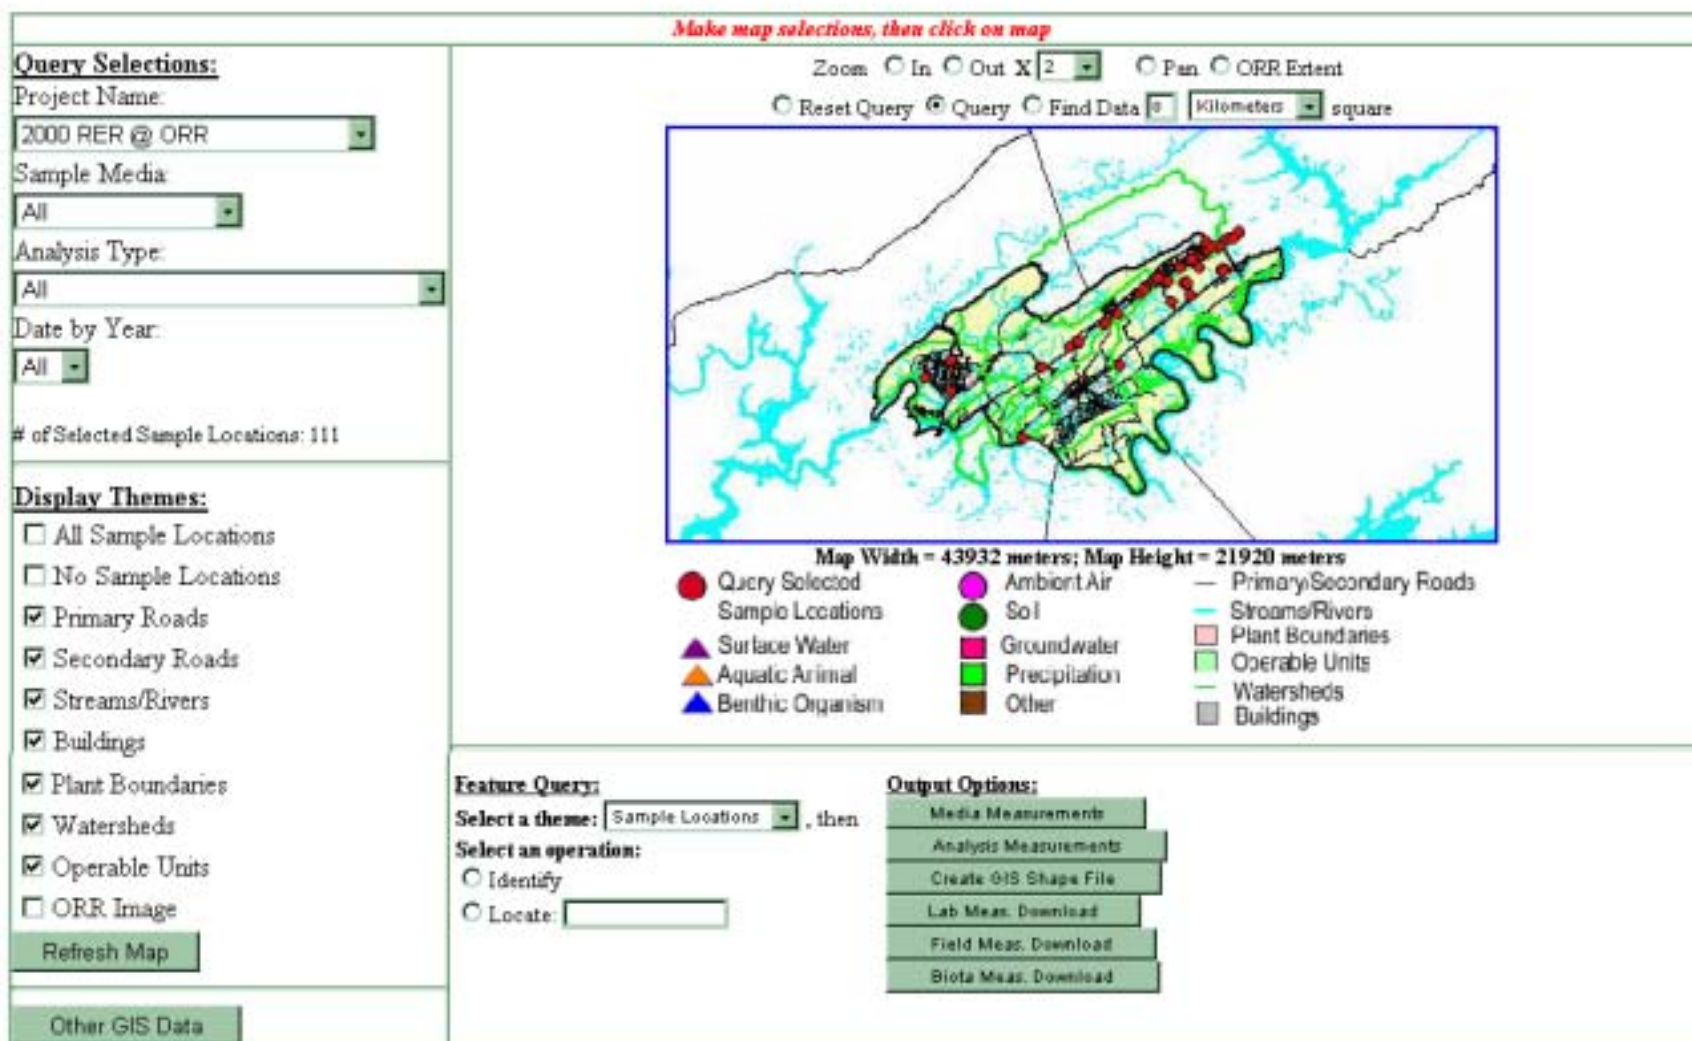 Make map selections, then click on map
Query Selections:
Project Name:
2000 RER @ ORR
Sample Media:
All
Analysis Type:
All
Date by Year:
All
# of Selected Sample Locations: 111
Display Themes:
All Sample Locations
No Sample Locations
Primary Roads
Secondary Roads
Streams/Rivers
Buildings
Plant Boundaries
Watersheds
Operable Units
ORR Image
Refresh Map
Other GIS Data
Zoom In Out X 2 Pan ORR Extent
Reset Query Query Find Data Kilometers square
Map Width = 43932 meters; Map Height = 21920 meters
Query Selected
Sample Locations
Surface Water
Aquatic Animal
Benthic Organism
Ambient Air
Soil
Groundwater
Precipitation
Other
Primary/Secondary Roads
Streams/Rivers
Plant Boundaries
Operable Units
Watersheds
Buildings
Feature Query:
Select a theme: Sample Locations , then
Select an operation:
Identify
Locate:
Output Options:
Media Measurements
Analysis Measurements
Create GIS Shape File
Lab Meas. Download
Field Meas. Download
Biota Meas. Download